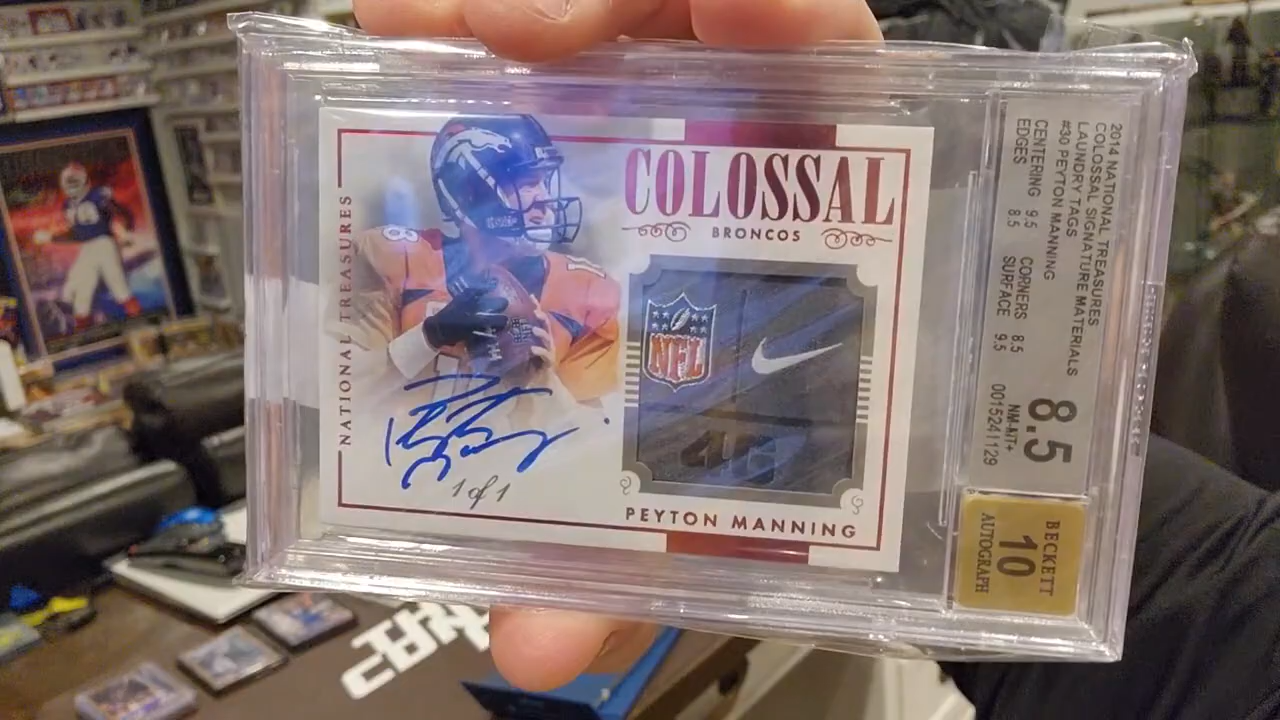 NATIONAL TREASURES
COLOSSAL
BRONCOS
NFL
1 of 1
PEYTON MANNING
2014 NATIONAL TREASURES
COLOSSAL SIGNATURE MATERIALS
LAUNDRY TAGS
#30 PEYTON MANNING
CENTERING 9.5 CORNERS 8.5
EDGES 8.5 SURFACE 9.5
8.5
NM-MT+
0015241129
BECKETT
10
AUTOGRAPH